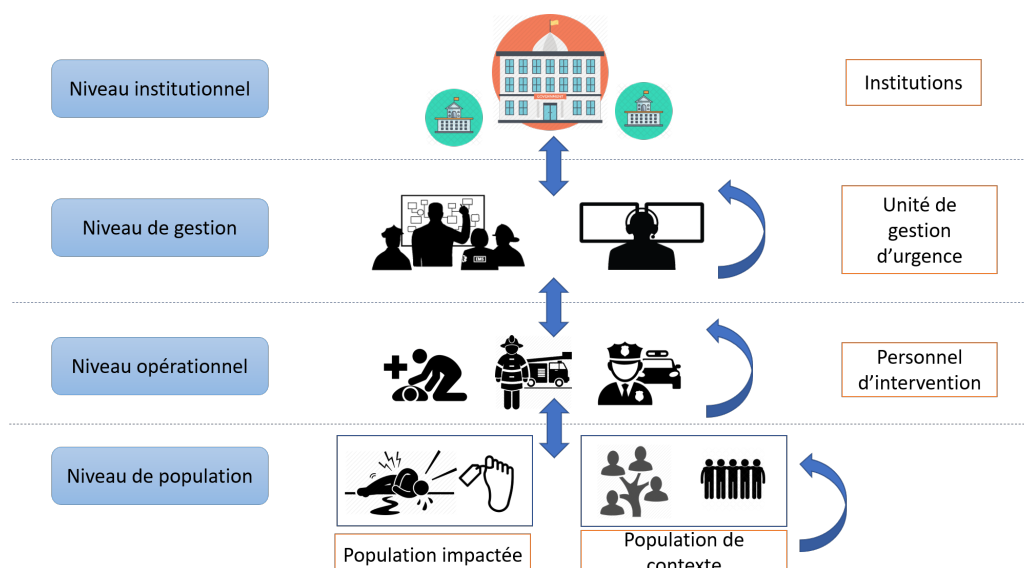 Niveau institutionnel
Institutions
Niveau de gestion
Unité de
gestion
d’urgence
EMS
Niveau opérationnel
Personnel
d’intervention
Niveau de population
Population impactée
Population de
contexte